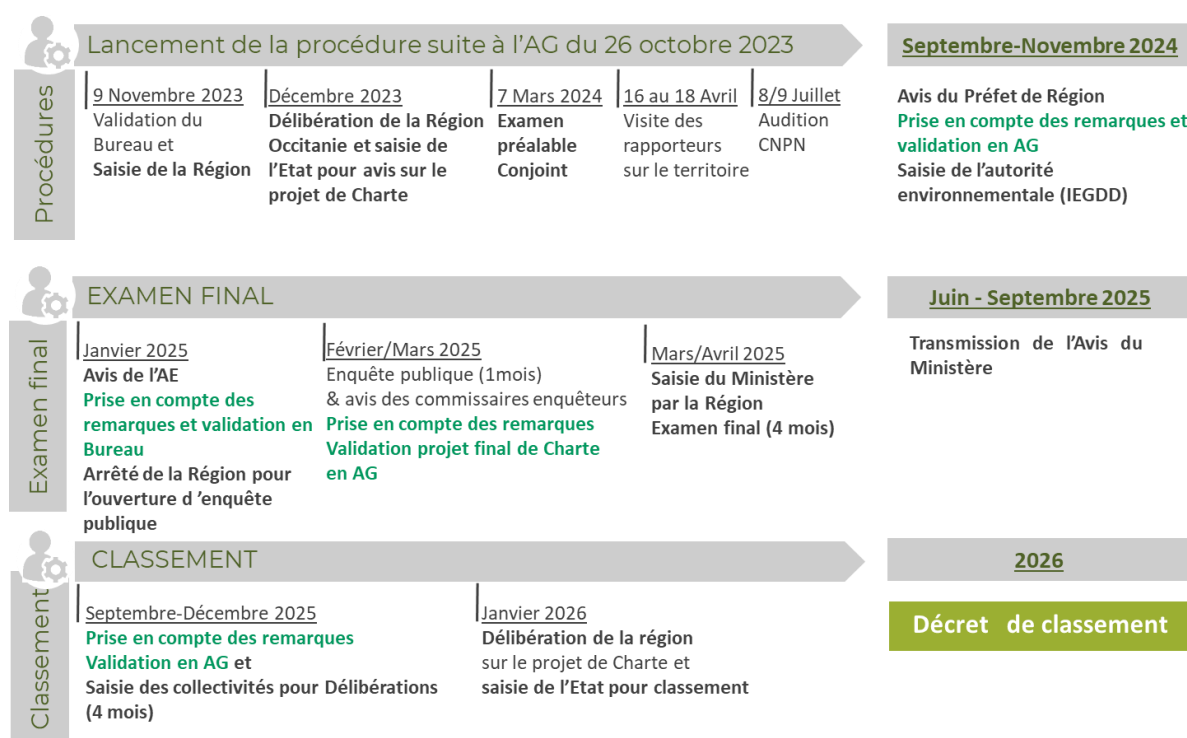 Procédures
Lancement de la procédure suite à l’AG du 26 octobre 2023
9 Novembre 2023
Validation du
Bureau et
Saisie de la Région
Décembre 2023
Délibération de la Région
Occitanie et saisie de
l’Etat pour avis sur le
projet de Charte
7 Mars 2024
Examen
préalable
Conjoint
16 au 18 Avril
Visite des
rapporteurs
sur le territoire
8/9 Juillet
Audition
CNPN
Septembre-Novembre 2024
Avis du Préfet de Région
Prise en compte des remarques et
validation en AG
Saisie de l’autorité
environnementale (IEGDD)
Examen final
EXAMEN FINAL
Janvier 2025
Avis de l’AE
Prise en compte des
remarques et validation en
Bureau
Arrêté de la Région pour
l’ouverture d ’enquête
publique
Février/Mars 2025
Enquête publique (1mois)
& avis des commissaires enquêteurs
Prise en compte des remarques
Validation projet final de Charte
en AG
Mars/Avril 2025
Saisie du Ministère
par la Région
Examen final (4 mois)
Juin - Septembre 2025
Transmission de l’Avis du
Ministère
Classement
CLASSEMENT
Septembre-Décembre 2025
Prise en compte des remarques
Validation en AG et
Saisie des collectivités pour Délibérations
(4 mois)
Janvier 2026
Délibération de la région
sur le projet de Charte et
saisie de l’Etat pour classement
2026
Décret de classement